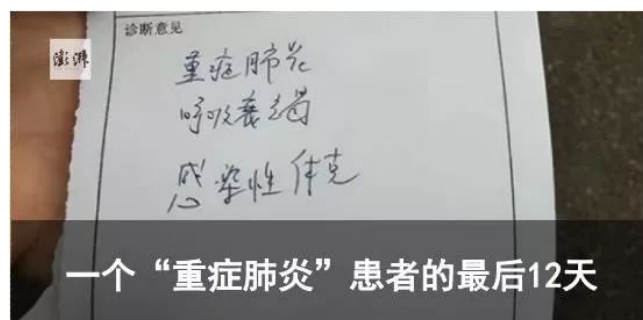 诊断意见
澎湃
重症肺炎
呼吸衰竭
感染性休克
一个“重症肺炎”患者的最后12天